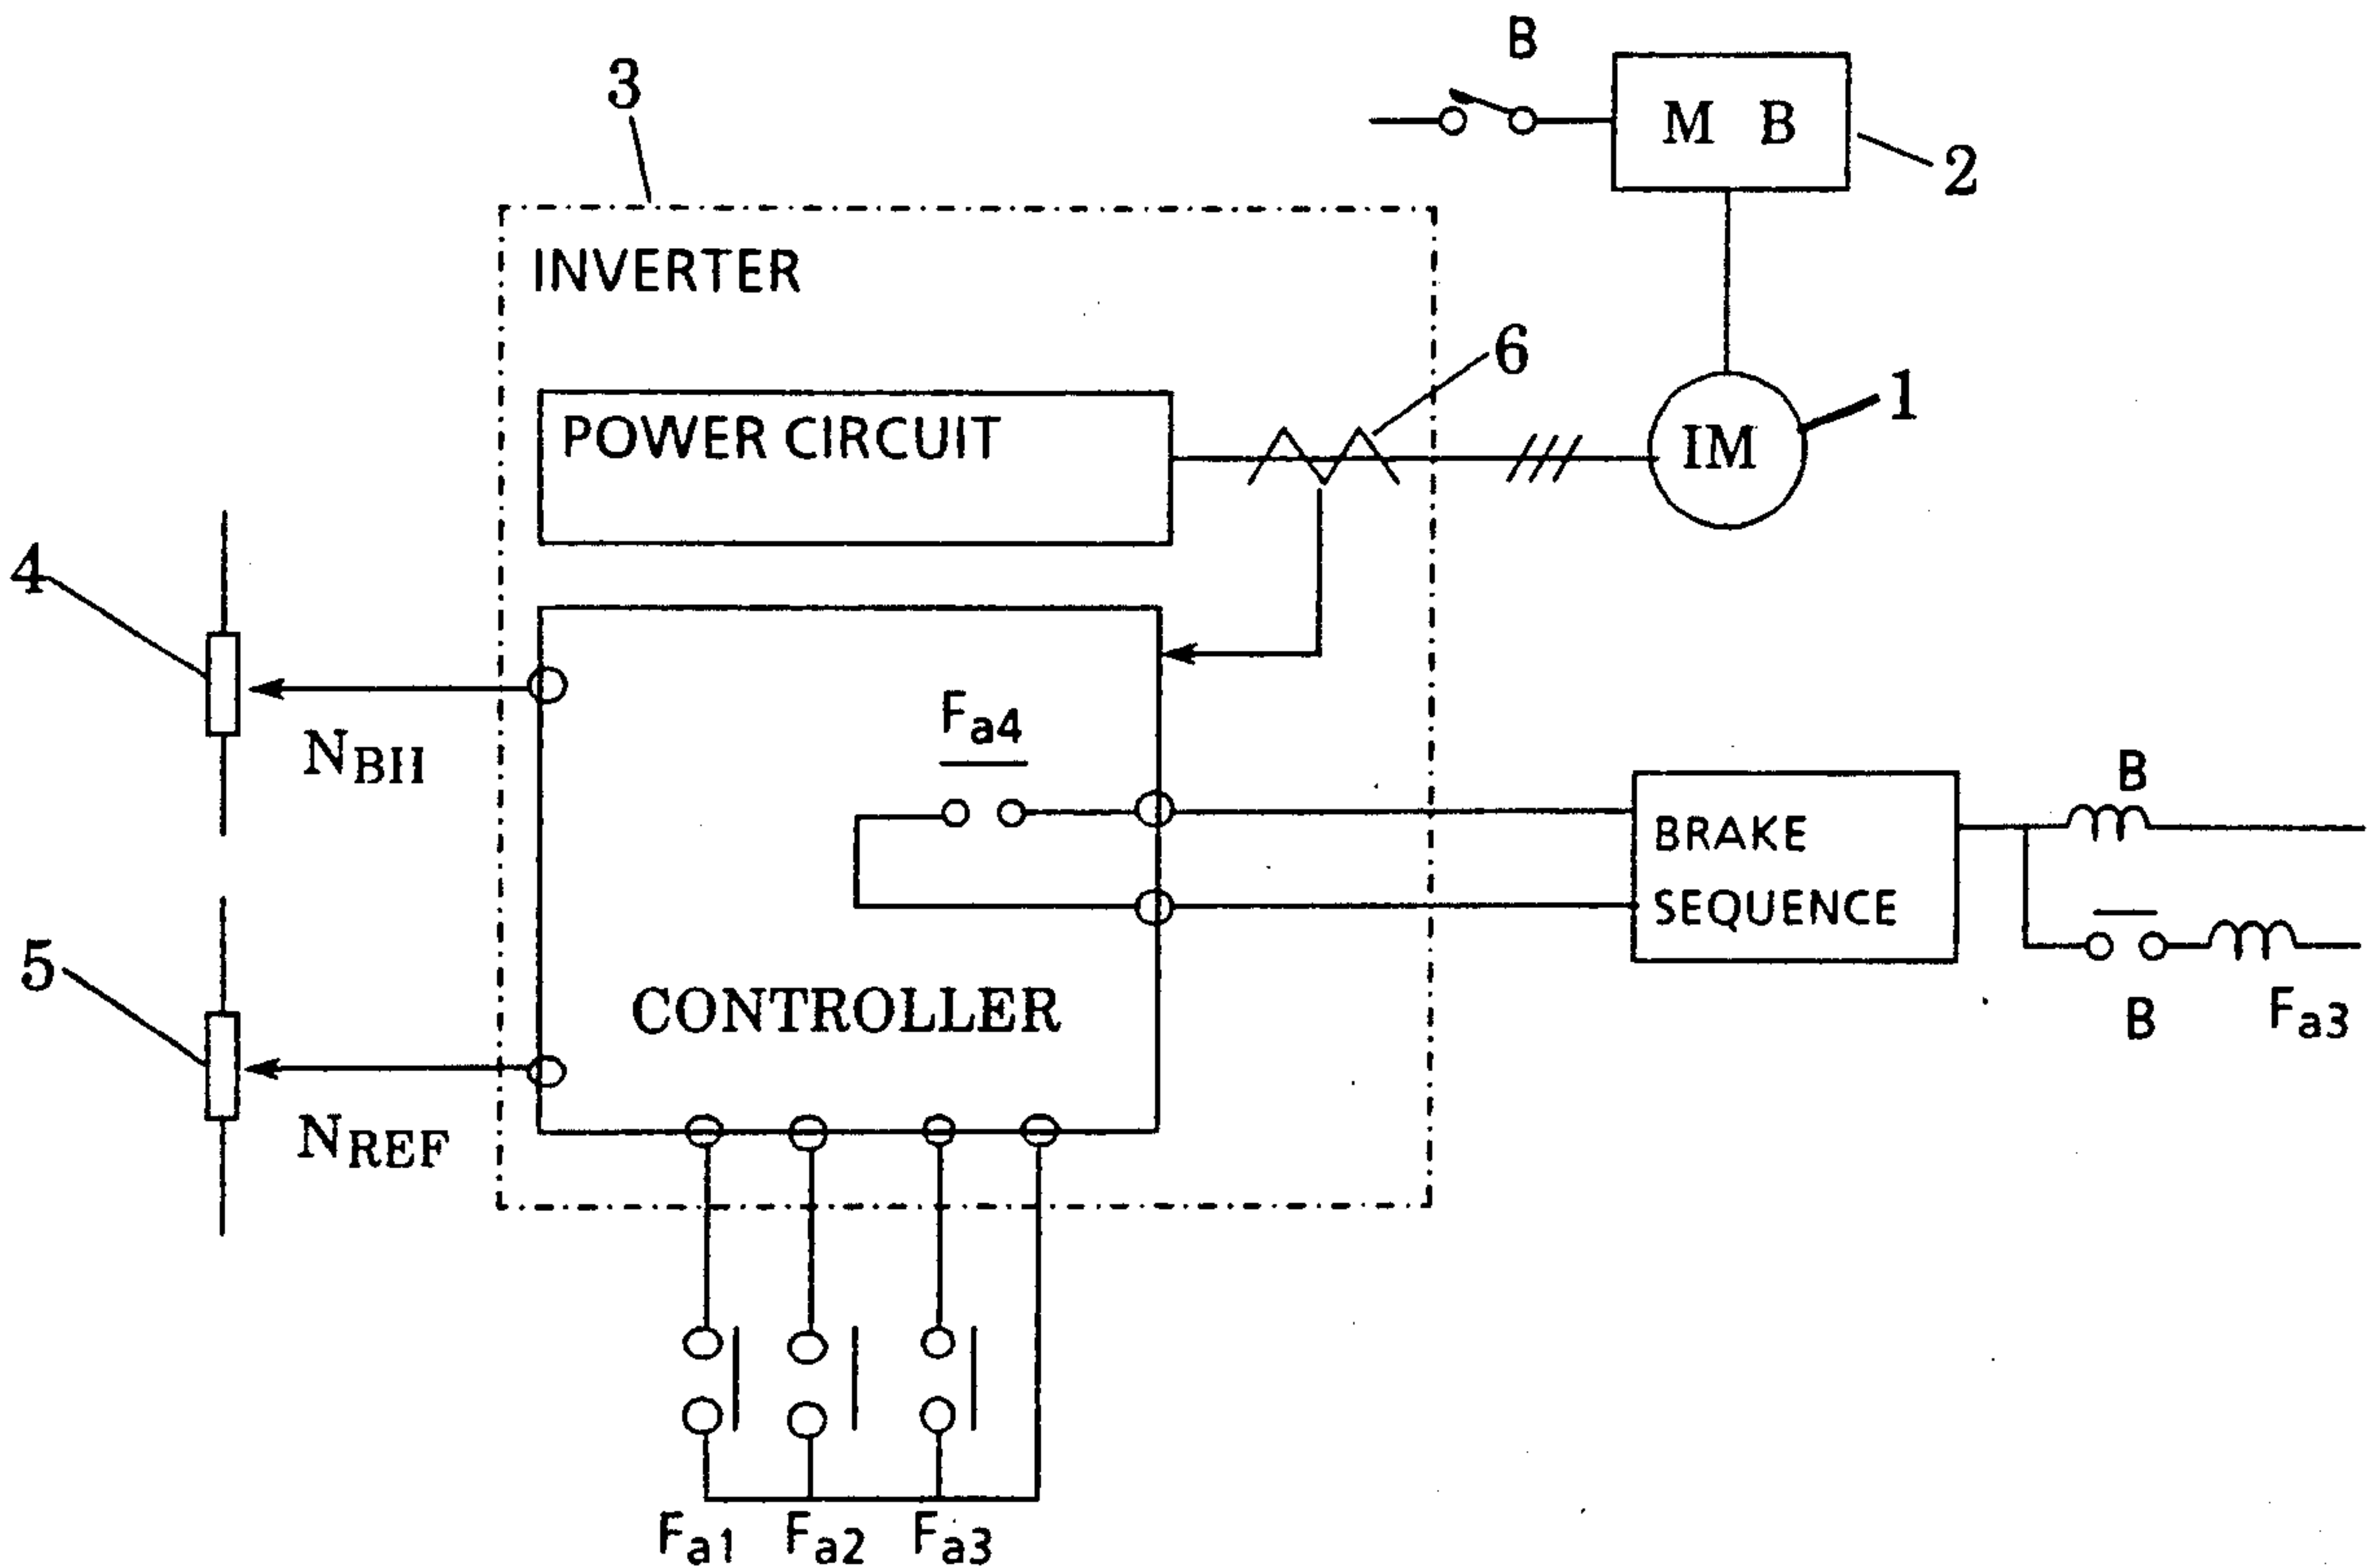 B
3
M B
2
INVERTER
6
1
POWER CIRCUIT
IM
4
Fa4
NBH
B
BRAKE
SEQUENCE
5
CONTROLLER
B
Fa3
NREF
Fa1 Fa2 Fa3